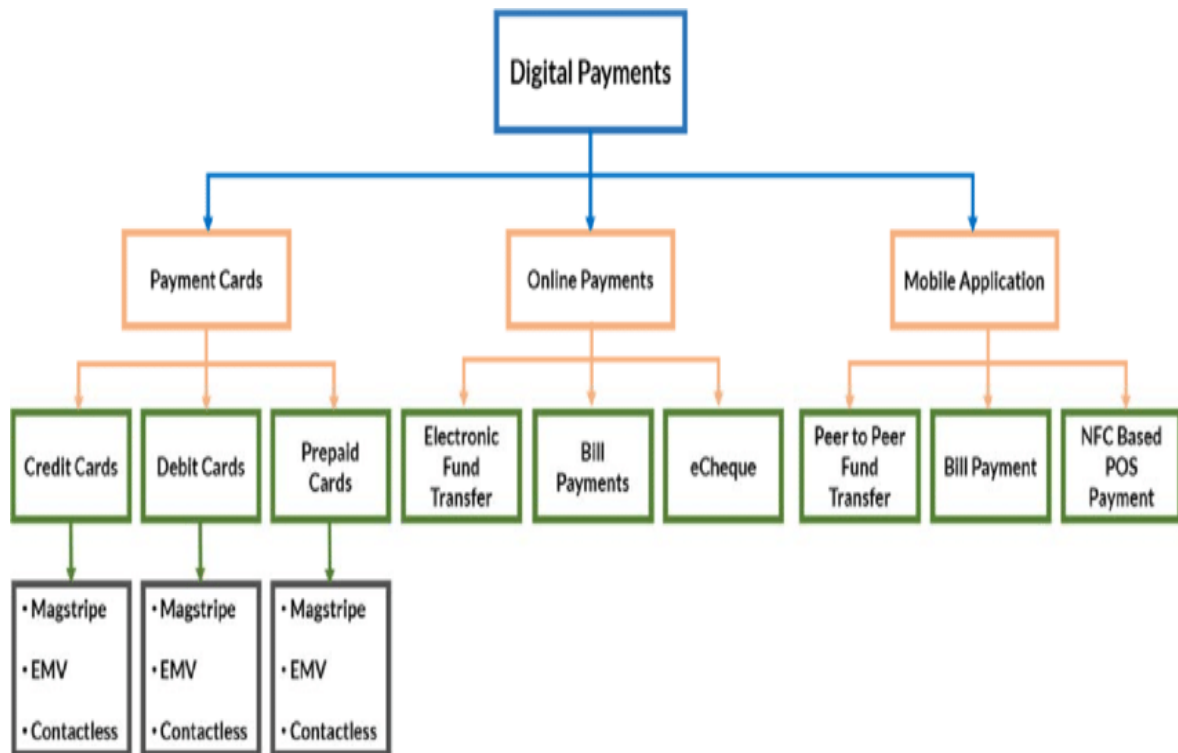 Digital Payments
Payment Cards
Online Payments
Mobile Application
Credit Cards
Debit Cards
Prepaid
Cards
Electronic
Fund
Transfer
Bill
Payments
eCheque
Peer to Peer
Fund
Transfer
Bill Payment
NFC Based
POS
Payment
• Magstripe
• EMV
• Contactless
• Magstripe
• EMV
• Contactless
• Magstripe
• EMV
• Contactless